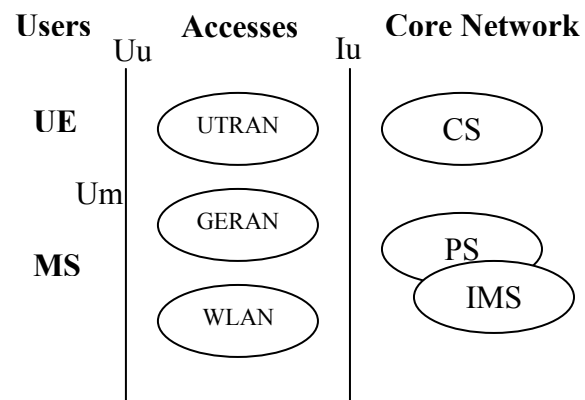 Users Accesses Core Network
Uu Iu
UE UTRAN CS
Um GERAN
MS PS
WLAN IMS